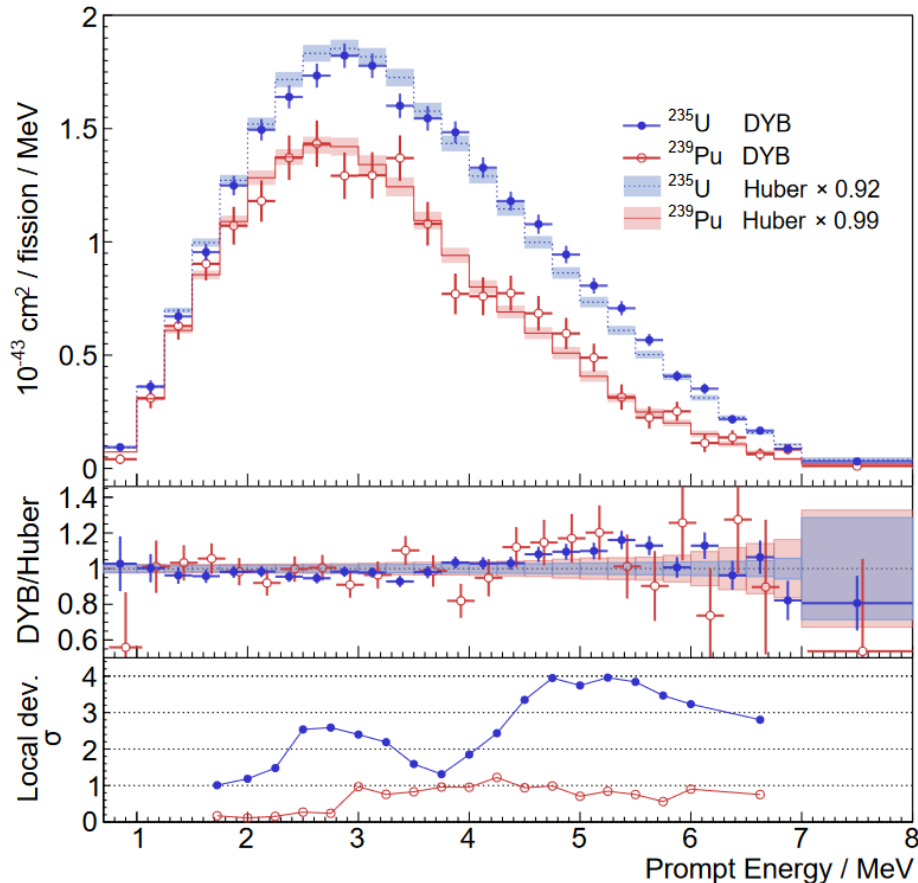 2
1.5
1
0.5
0
10⁻⁴³ cm² / fission / MeV
²³⁵U DYB
²³⁹Pu DYB
²³⁵U Huber × 0.92
²³⁹Pu Huber × 0.99
1.4
1.2
1
0.8
0.6
DYB/Huber
4
3
2
1
0
Local dev.
σ
1 2 3 4 5 6 7 8
Prompt Energy / MeV